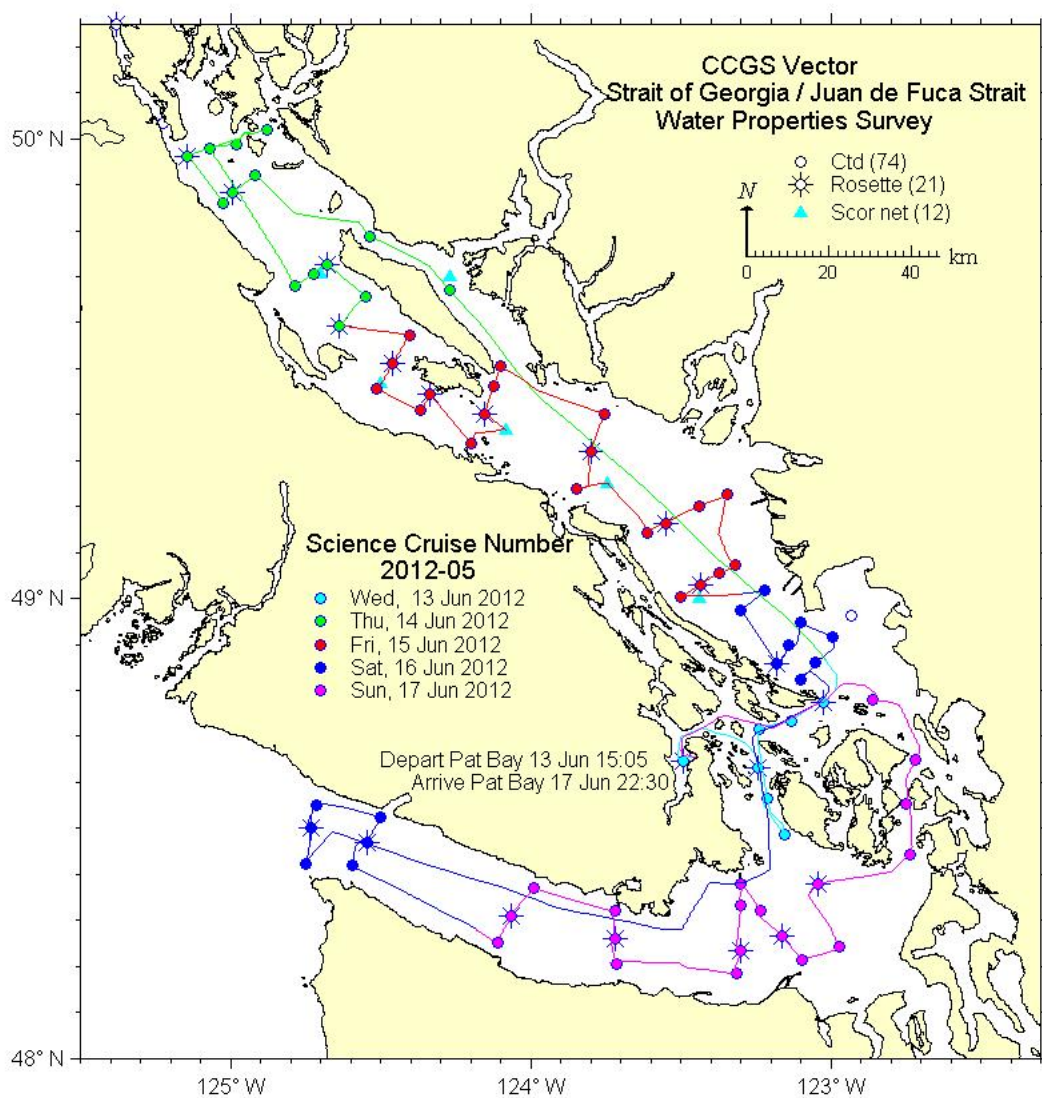 CCGS Vector
Strait of Georgia / Juan de Fuca Strait
Water Properties Survey
50° N
Ctd (74)
Rosette (21)
Scor net (12)
N
km
0 20 40
Science Cruise Number
2012-05
49° N
Wed, 13 Jun 2012
Thu, 14 Jun 2012
Fri, 15 Jun 2012
Sat, 16 Jun 2012
Sun, 17 Jun 2012
Depart Pat Bay 13 Jun 15:05
Arrive Pat Bay 17 Jun 22:30
48° N
125° W 124° W 123° W